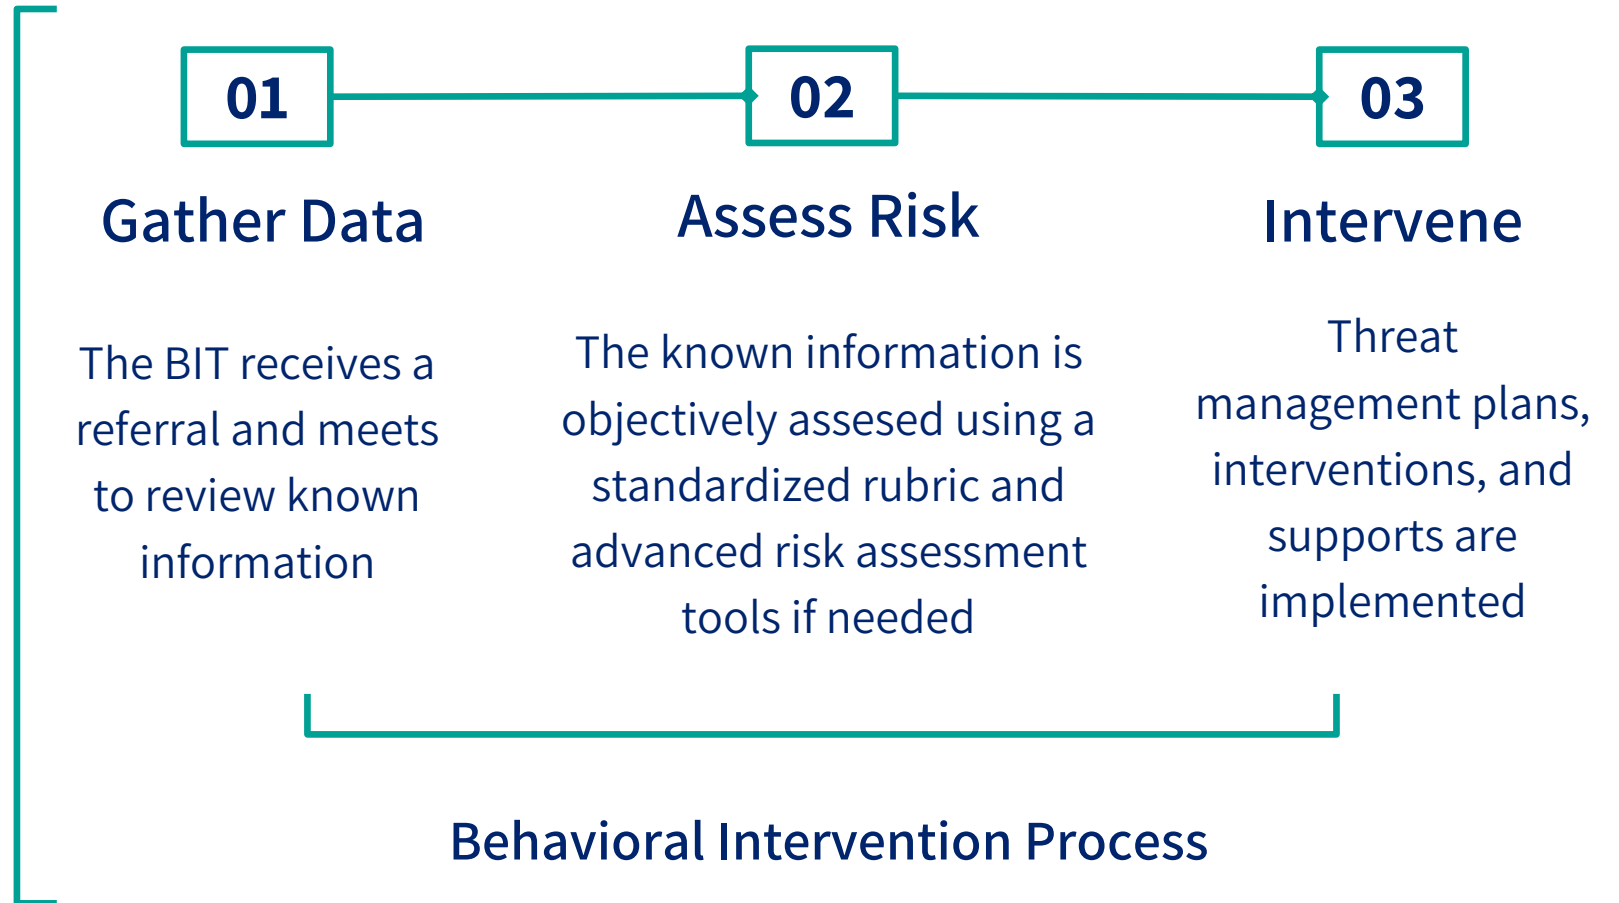 01
Gather Data
The BIT receives a
referral and meets
to review known
information
02
Assess Risk
The known information is
objectively assesed using a
standardized rubric and
advanced risk assessment
tools if needed
03
Intervene
Threat
management plans,
interventions, and
supports are
implemented
Behavioral Intervention Process